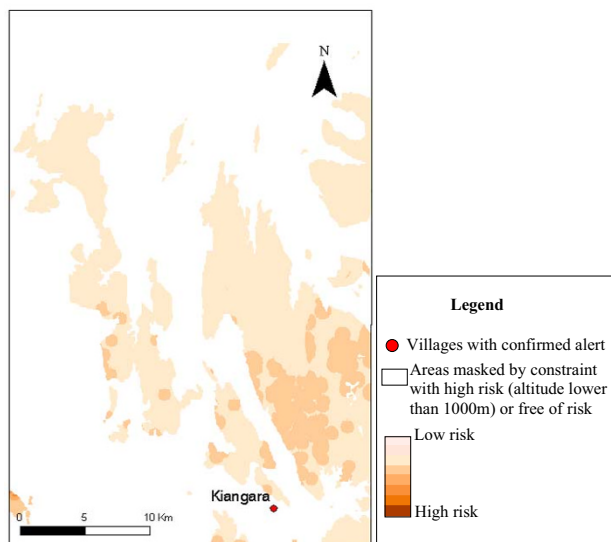 N
Kiangara
0 5 10 Km
Legend
Villages with confirmed alert
Areas masked by constraint
with high risk (altitude lower
than 1000m) or free of risk
Low risk
High risk